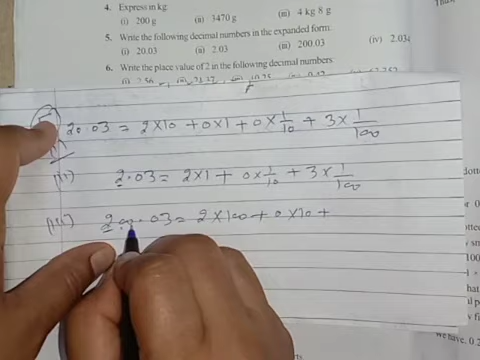 4. Express in kg.
(i) 200 g (ii) 3470 g (iii) 4 kg 8 g
5. Write the following decimal numbers in the expanded form:
(i) 20.03 (ii) 2.03 (iii) 200.03 (iv) 2.03
6. Write the place value of 2 in the following decimal numbers:
(i) 2.56
20.03 = 2×10 + 0×1 + 0×1/10 + 3×1/100
(ii) 2.03 = 2×1 + 0×1/10 + 3×1/100
(iii) 200.03 = 2×100 + 0×10 +